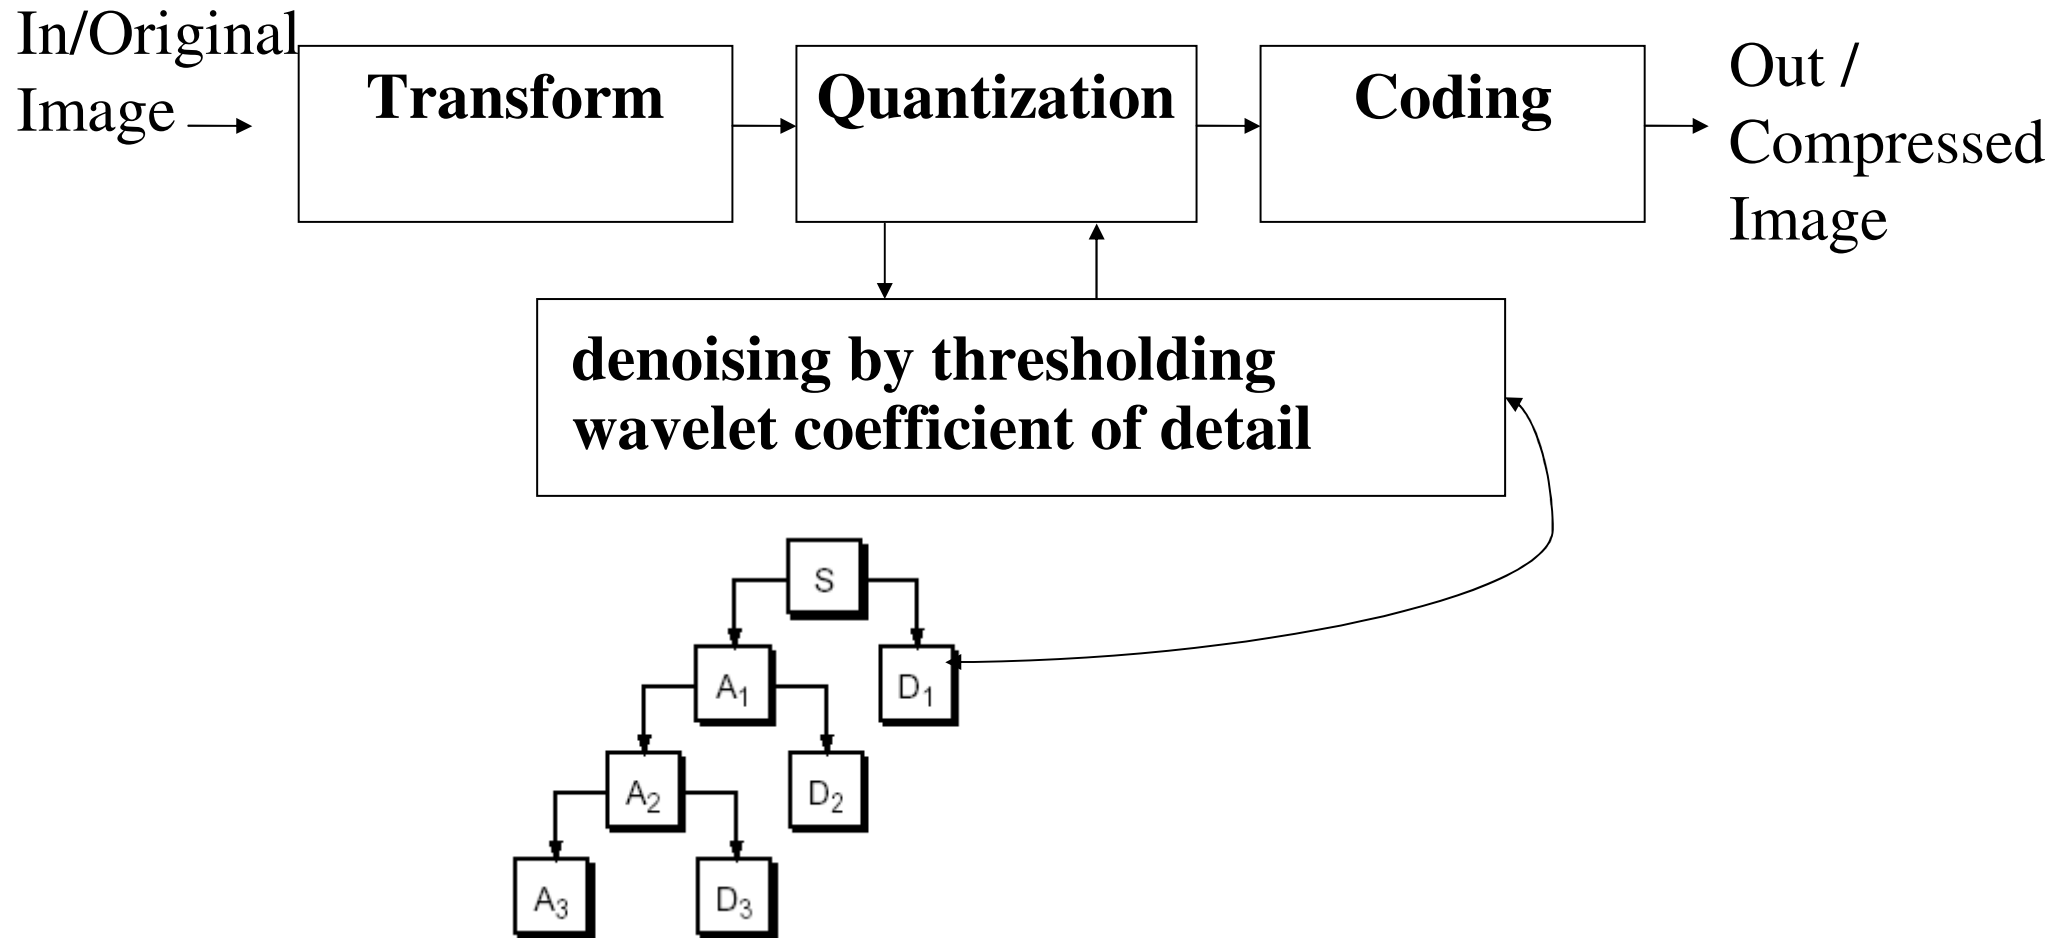 In/Original
Image
Transform
Quantization
Coding
Out /
Compressed
Image
denoising by thresholding
wavelet coefficient of detail
S
A₁
D₁
A₂
D₂
A₃
D₃